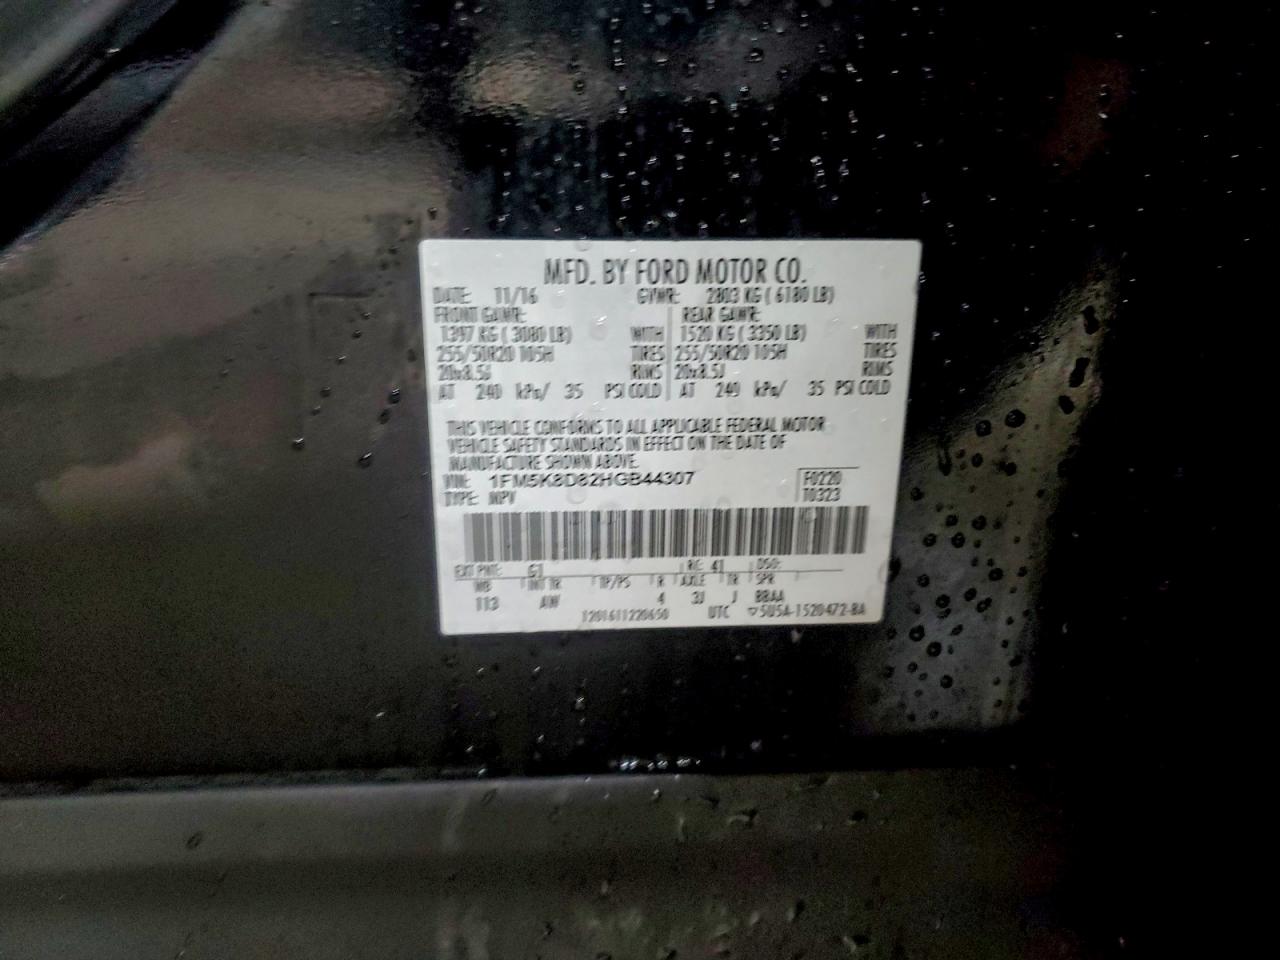 MFD. BY FORD MOTOR CO.
DATE: 11/16 GVWR: 2803 KG ( 6180 LB)
FRONT GAWR: REAR GAWR:
1397 KG ( 3080 LB) WITH 1520 KG ( 3350 LB) WITH
255/50R20 105H TIRES 255/50R20 105H TIRES
20x8.5J RIMS 20x8.5J RIMS
AT 240 kPa/ 35 PSI COLD AT 240 kPa/ 35 PSI COLD
THIS VEHICLE CONFORMS TO ALL APPLICABLE FEDERAL MOTOR
VEHICLE SAFETY STANDARDS IN EFFECT ON THE DATE OF
MANUFACTURE SHOWN ABOVE.
VIN: 1FM5K8D82HGB44307 F0220
TYPE: MPV T0323
EXT PNT: G1 RC: 41 DSO:
WB INT TR TP/PS R AXLE TR SPR
113 AW 4 3J J BBAA
1201611220650 UTC ▽5U5A-1520472-BA